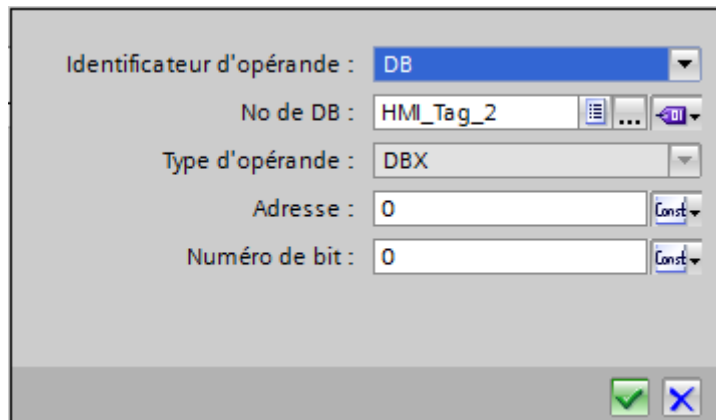 Identificateur d'opérande : DB
No de DB : HMI_Tag_2 ...
Type d'opérande : DBX
Adresse : 0 Const
Numéro de bit : 0 Const